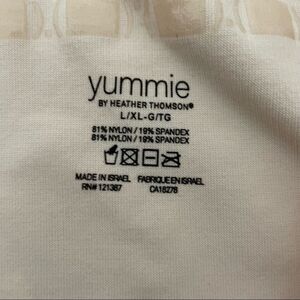 yummie
BY HEATHER THOMSON®
L/XL-G/TG
81% NYLON / 19% SPANDEX
81% NYLON / 19% SPANDEX
MADE IN ISRAEL FABRIQUE EN ISRAEL
RN# 121387 CA18278